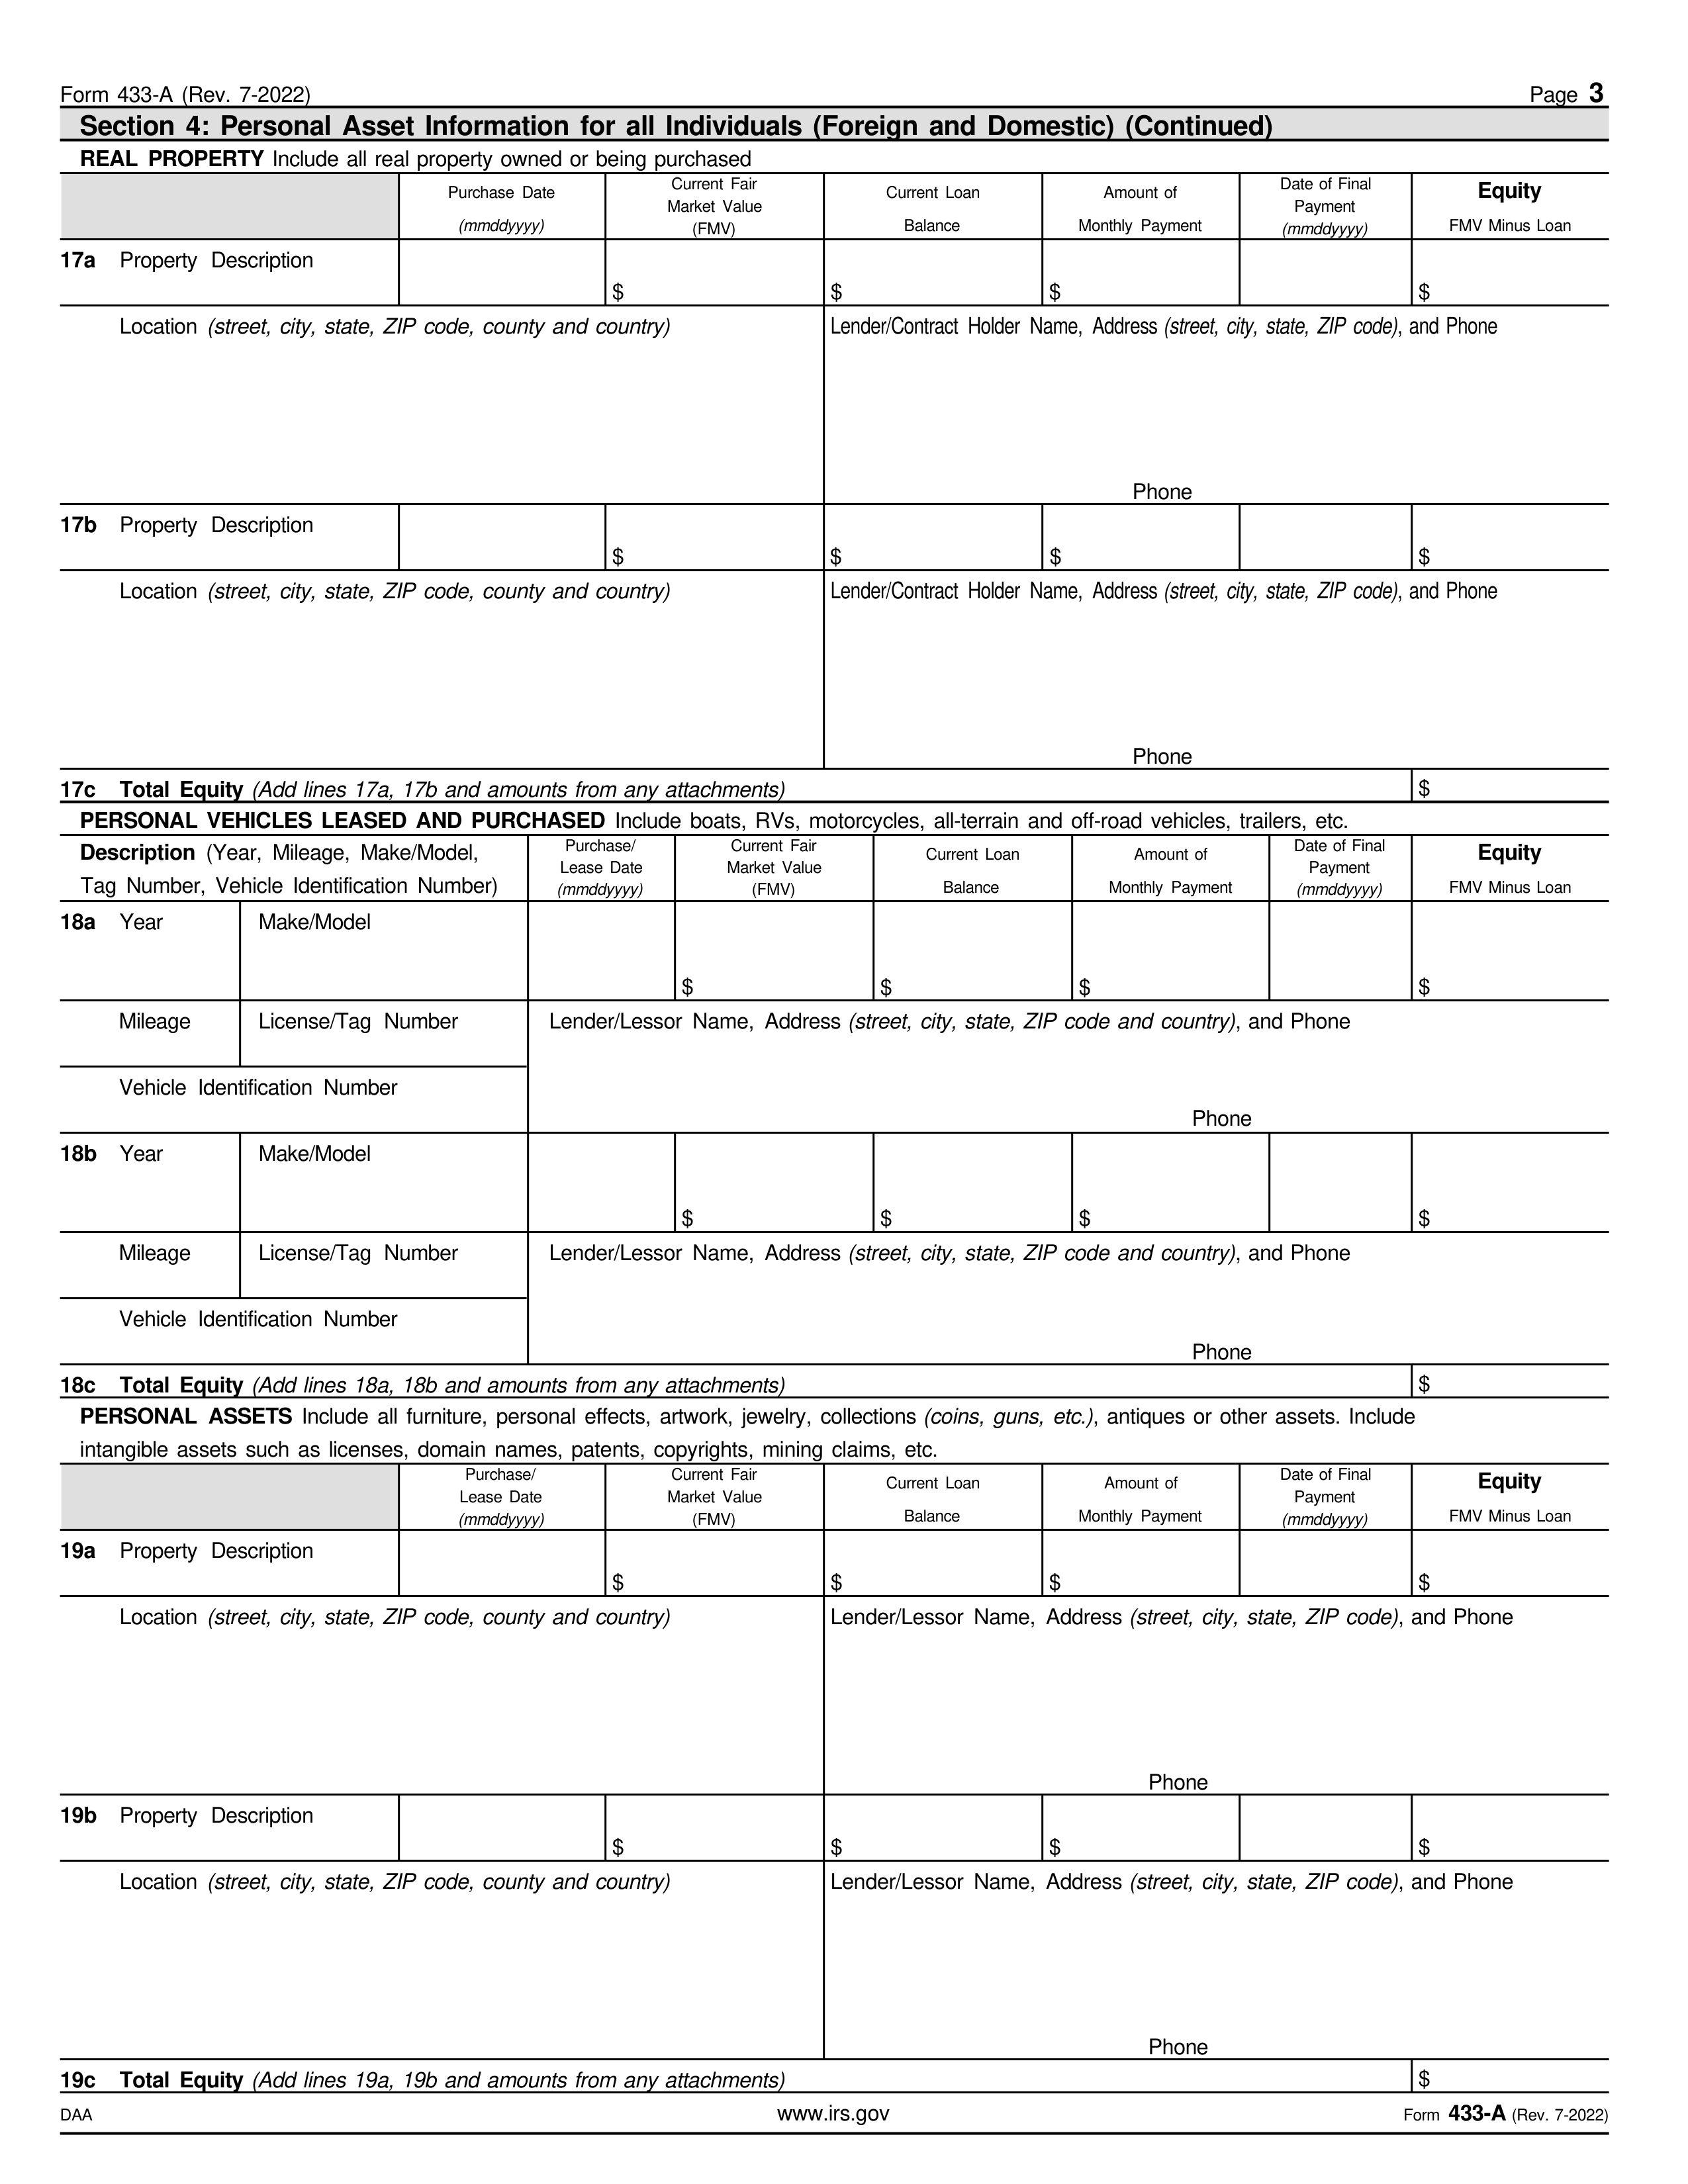 Form 433-A (Rev. 7-2022) Page 3
Section 4: Personal Asset Information for all Individuals (Foreign and Domestic) (Continued)
REAL PROPERTY Include all real property owned or being purchased
Purchase Date (mmddyyyy)
Current Fair Market Value (FMV)
Current Loan Balance
Amount of Monthly Payment
Date of Final Payment (mmddyyyy)
Equity FMV Minus Loan
17a Property Description $ $ $ $
Location (street, city, state, ZIP code, county and country) Lender/Contract Holder Name, Address (street, city, state, ZIP code), and Phone
Phone
17b Property Description $ $ $ $
Location (street, city, state, ZIP code, county and country) Lender/Contract Holder Name, Address (street, city, state, ZIP code), and Phone
Phone
17c Total Equity (Add lines 17a, 17b and amounts from any attachments) $
PERSONAL VEHICLES LEASED AND PURCHASED Include boats, RVs, motorcycles, all-terrain and off-road vehicles, trailers, etc.
Description (Year, Mileage, Make/Model,
Tag Number, Vehicle Identification Number)
Purchase/ Lease Date (mmddyyyy)
Current Fair Market Value (FMV)
Current Loan Balance
Amount of Monthly Payment
Date of Final Payment (mmddyyyy)
Equity FMV Minus Loan
18a Year Make/Model
$ $ $ $
Mileage License/Tag Number Lender/Lessor Name, Address (street, city, state, ZIP code and country), and Phone
Vehicle Identification Number
Phone
18b Year Make/Model
$ $ $ $
Mileage License/Tag Number Lender/Lessor Name, Address (street, city, state, ZIP code and country), and Phone
Vehicle Identification Number
Phone
18c Total Equity (Add lines 18a, 18b and amounts from any attachments) $
PERSONAL ASSETS Include all furniture, personal effects, artwork, jewelry, collections (coins, guns, etc.), antiques or other assets. Include
intangible assets such as licenses, domain names, patents, copyrights, mining claims, etc.
Purchase/ Lease Date (mmddyyyy)
Current Fair Market Value (FMV)
Current Loan Balance
Amount of Monthly Payment
Date of Final Payment (mmddyyyy)
Equity FMV Minus Loan
19a Property Description $ $ $ $
Location (street, city, state, ZIP code, county and country) Lender/Lessor Name, Address (street, city, state, ZIP code), and Phone
Phone
19b Property Description $ $ $ $
Location (street, city, state, ZIP code, county and country) Lender/Lessor Name, Address (street, city, state, ZIP code), and Phone
Phone
19c Total Equity (Add lines 19a, 19b and amounts from any attachments) $
DAA www.irs.gov Form 433-A (Rev. 7-2022)